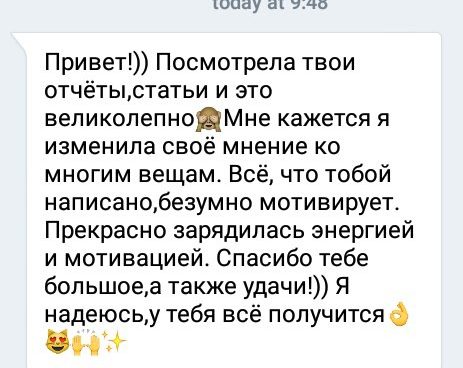 today at 9:48
Привет!)) Посмотрела твои
отчёты,статьи и это
великолепно🙈Мне кажется я
изменила своё мнение ко
многим вещам. Всё, что тобой
написано,безумно мотивирует.
Прекрасно зарядилась энергией
и мотивацией. Спасибо тебе
большое,а также удачи!)) Я
надеюсь,у тебя всё получится👌
😻🙌✨